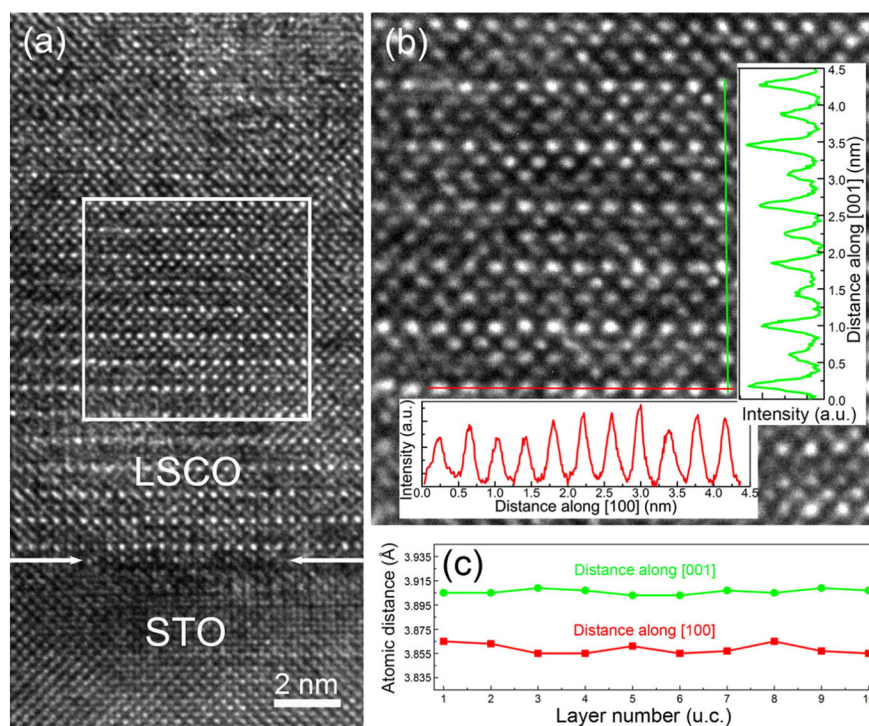 (a)
LSCO
STO
2 nm
(b)
4.5
4.0
3.5
3.0
2.5
2.0
1.5
1.0
0.5
0.0
Distance along [001] (nm)
Intensity (a.u.)
Intensity (a.u.)
0.0 0.5 1.0 1.5 2.0 2.5 3.0 3.5 4.0 4.5
Distance along [100] (nm)
(c)
Atomic distance (Å)
3.935
3.915
3.895
3.875
3.855
3.835
Distance along [001]
Distance along [100]
1 2 3 4 5 6 7 8 9
Layer number (u.c.)